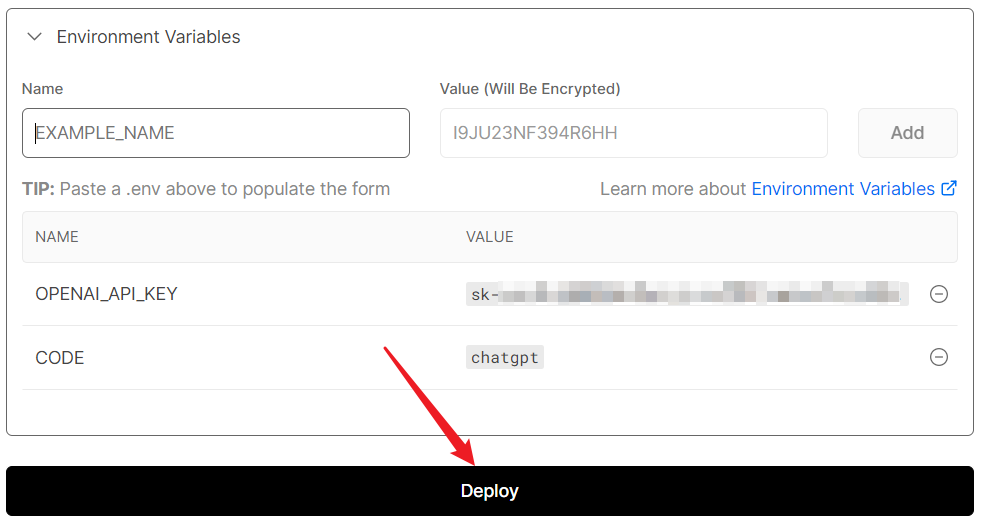 Environment Variables
Name Value (Will Be Encrypted)
EXAMPLE_NAME I9JU23NF394R6HH Add
TIP: Paste a .env above to populate the form Learn more about Environment Variables
NAME VALUE
OPENAI_API_KEY sk-
CODE chatgpt
Deploy